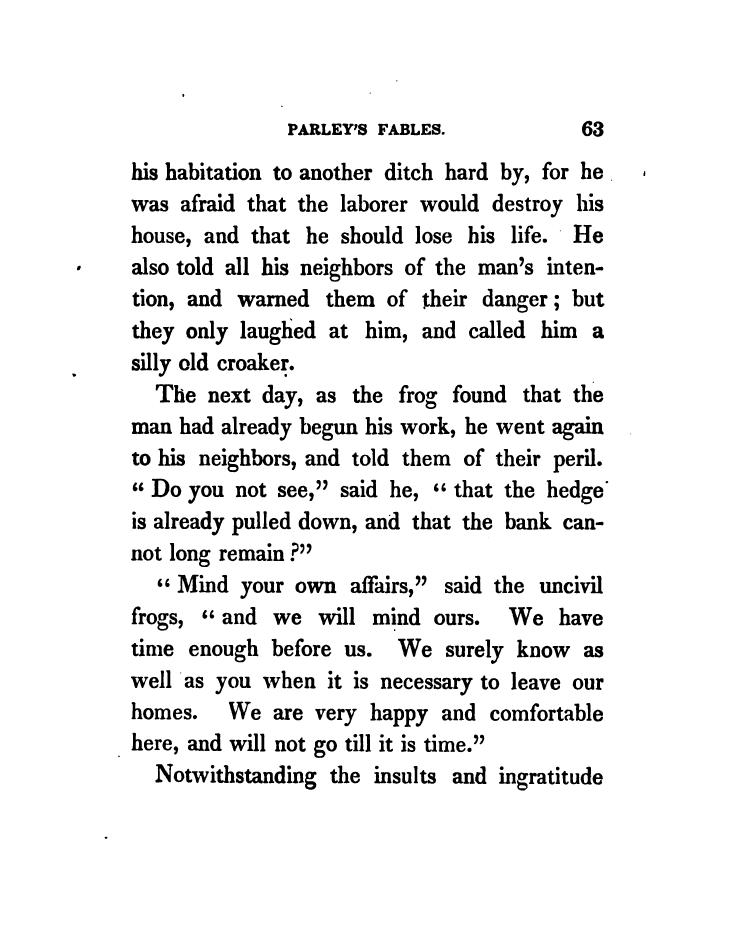 PARLEY'S FABLES. 63
his habitation to another ditch hard by, for he
was afraid that the laborer would destroy his
house, and that he should lose his life. He
also told all his neighbors of the man's inten-
tion, and warned them of their danger; but
they only laughed at him, and called him a
silly old croaker.
The next day, as the frog found that the
man had already begun his work, he went again
to his neighbors, and told them of their peril.
“ Do you not see,” said he, “ that the hedge
is already pulled down, and that the bank can-
not long remain?”
“ Mind your own affairs,” said the uncivil
frogs, “ and we will mind ours. We have
time enough before us. We surely know as
well as you when it is necessary to leave our
homes. We are very happy and comfortable
here, and will not go till it is time.”
Notwithstanding the insults and ingratitude